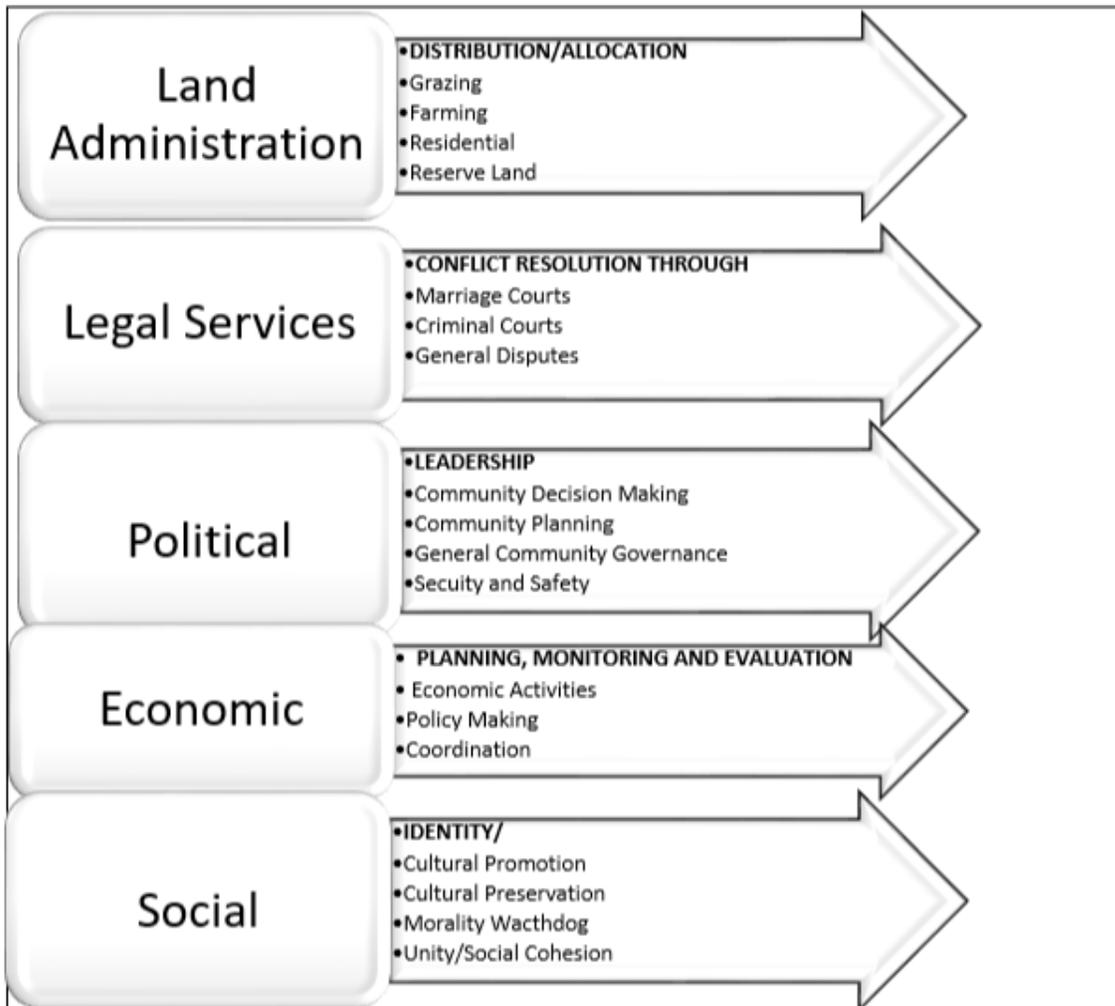 Land
Administration
•DISTRIBUTION/ALLOCATION
•Grazing
•Farming
•Residential
•Reserve Land
Legal Services
•CONFLICT RESOLUTION THROUGH
•Marriage Courts
•Criminal Courts
•General Disputes
Political
•LEADERSHIP
•Community Decision Making
•Community Planning
•General Community Governance
•Secuity and Safety
Economic
• PLANNING, MONITORING AND EVALUATION
• Economic Activities
•Policy Making
•Coordination
Social
•IDENTITY/
•Cultural Promotion
•Cultural Preservation
•Morality Wacthdog
•Unity/Social Cohesion